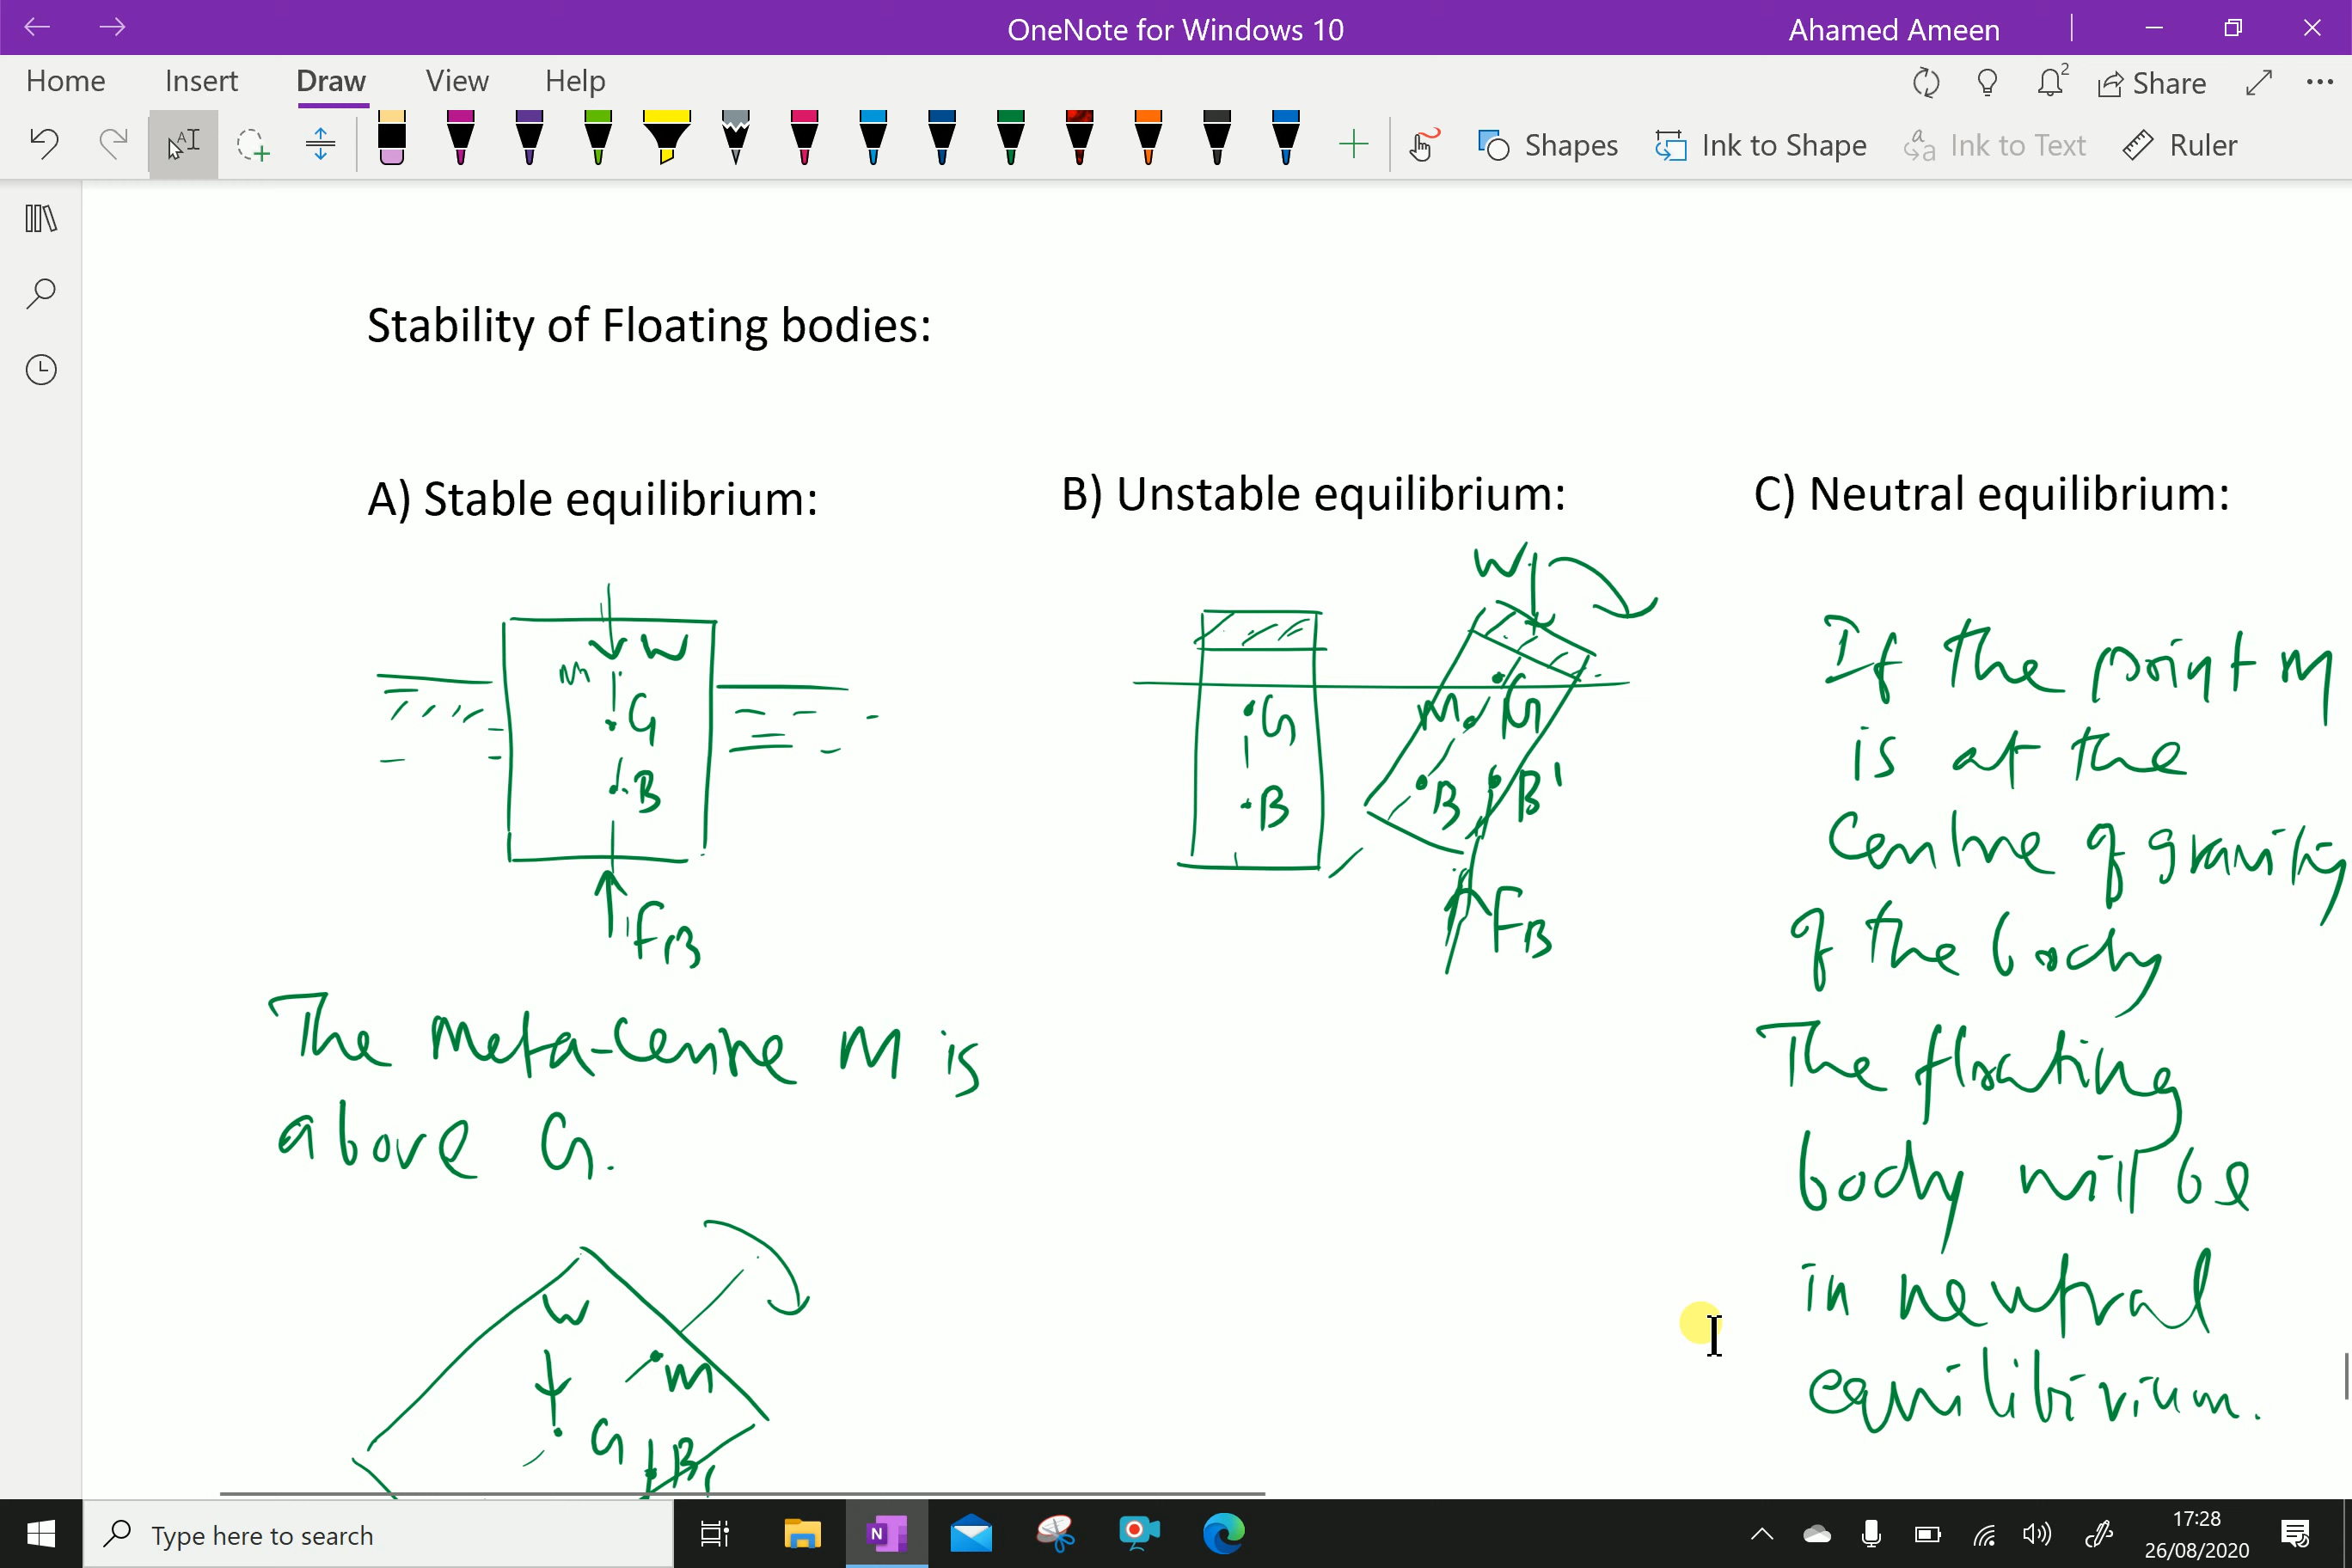 OneNote for Windows 10
Ahamed Ameen
Home Insert Draw View Help
2
Share
Shapes Ink to Shape Ink to Text Ruler
Stability of Floating bodies:
A) Stable equilibrium:
W
M
G
B
FB
The meta-centre M is
above G.
W
M
G B1
B) Unstable equilibrium:
W
G
M G
B
B B'
FB
C) Neutral equilibrium:
If the point M
is at the
Centre of gravity
of the body
The floating
body will be
in neutral
equilibrium.
Type here to search
17:28
26/08/2020